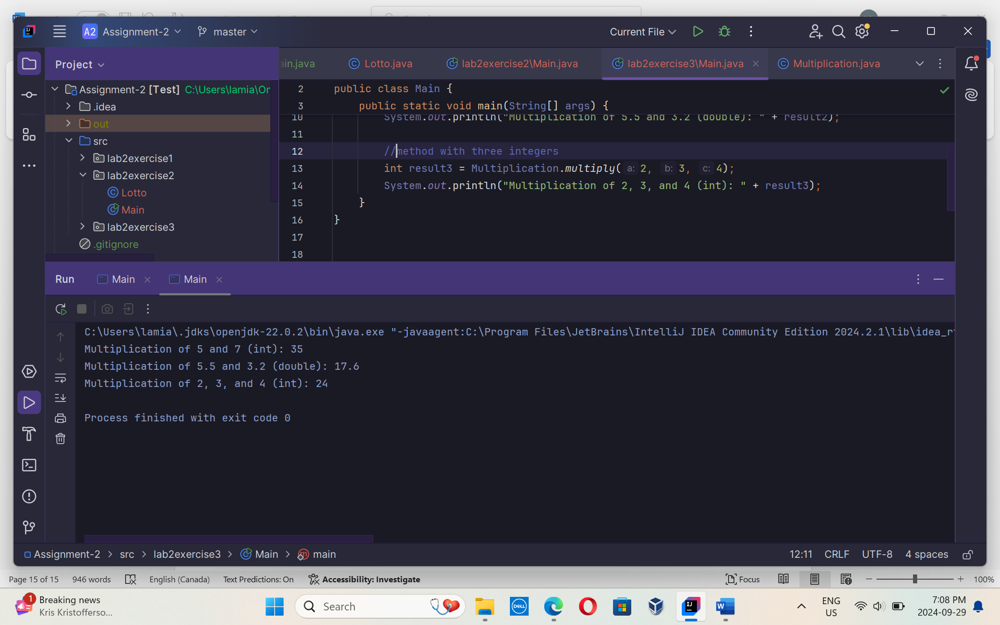 A2 Assignment-2 master Current File
Project
ain.java Lotto.java lab2exercise2\Main.java lab2exercise3\Main.java Multiplication.java
Assignment-2 [Test] C:\Users\lamia\On
.idea
out
src
lab2exercise1
lab2exercise2
Lotto
Main
lab2exercise3
.gitignore
2 public class Main {
3 public static void main(String[] args) {
10 System.out.println("Multiplication of 5.5 and 3.2 (double): " + result2);
11
12 //method with three integers
13 int result3 = Multiplication.multiply( a: 2, b: 3, c: 4);
14 System.out.println("Multiplication of 2, 3, and 4 (int): " + result3);
15 }
16 }
17
18
Run Main Main
C:\Users\lamia\.jdks\openjdk-22.0.2\bin\java.exe "-javaagent:C:\Program Files\JetBrains\IntelliJ IDEA Community Edition 2024.2.1\lib\idea_r
Multiplication of 5 and 7 (int): 35
Multiplication of 5.5 and 3.2 (double): 17.6
Multiplication of 2, 3, and 4 (int): 24
Process finished with exit code 0
Assignment-2 > src > lab2exercise3 > Main > main 12:11 CRLF UTF-8 4 spaces
Page 15 of 15 946 words English (Canada) Text Predictions: On Accessibility: Investigate Focus 100%
1 Breaking news
Kris Kristofferso...
Search
DELL
ENG
US
7:08 PM
2024-09-29